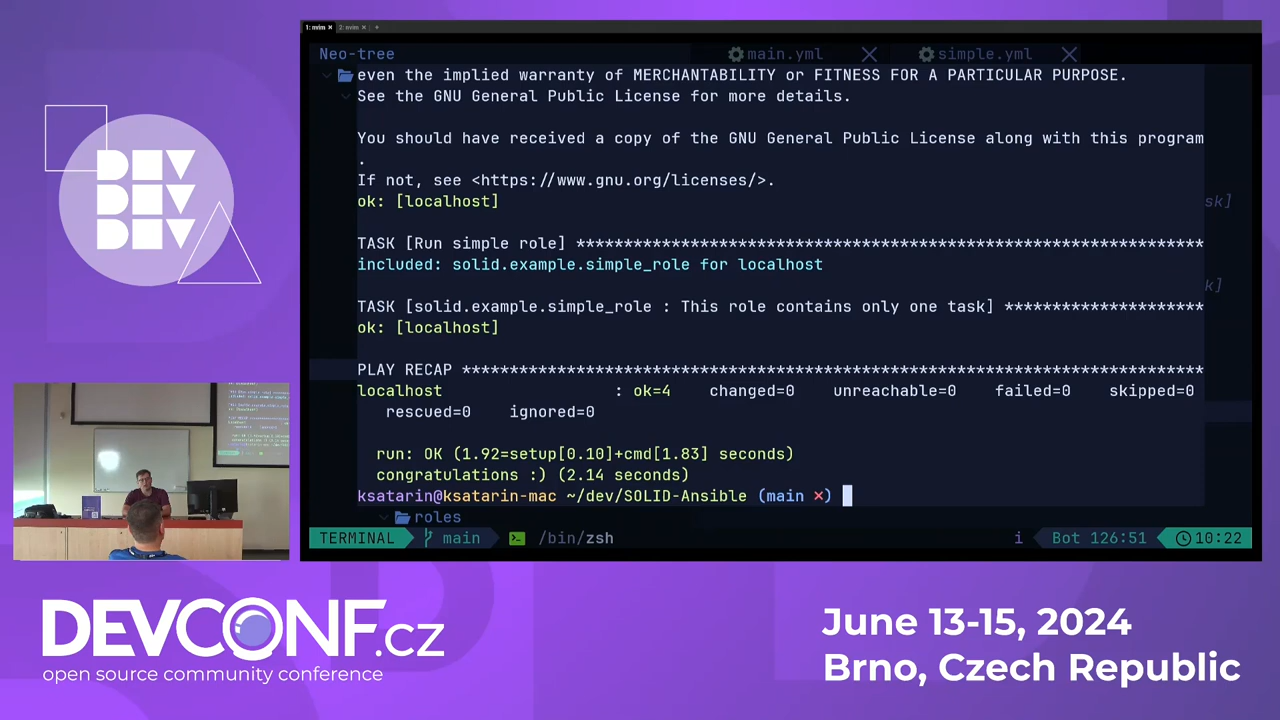 1: nvim × 2: nvim × +
Neo-tree main.yml simple.yml
even the implied warranty of MERCHANTABILITY or FITNESS FOR A PARTICULAR PURPOSE.
See the GNU General Public License for more details.
You should have received a copy of the GNU General Public License along with this program
.
If not, see <https://www.gnu.org/licenses/>.
ok: [localhost]
sk]
TASK [Run simple role] *******************************************************************
included: solid.example.simple_role for localhost
sk]
TASK [solid.example.simple_role : This role contains only one task] *********************
ok: [localhost]
PLAY RECAP ******************************************************************************
localhost : ok=4 changed=0 unreachable=0 failed=0 skipped=0
rescued=0 ignored=0
run: OK (1.92=setup[0.10]+cmd[1.83] seconds)
congratulations :) (2.14 seconds)
ksatarin@ksatarin-mac ~/dev/SOLID-Ansible (main ×)
roles
TERMINAL main /bin/zsh i Bot 126:51 10:22
DEV
DEV
DEV
DEVCONF.cz
open source community conference
June 13-15, 2024
Brno, Czech Republic